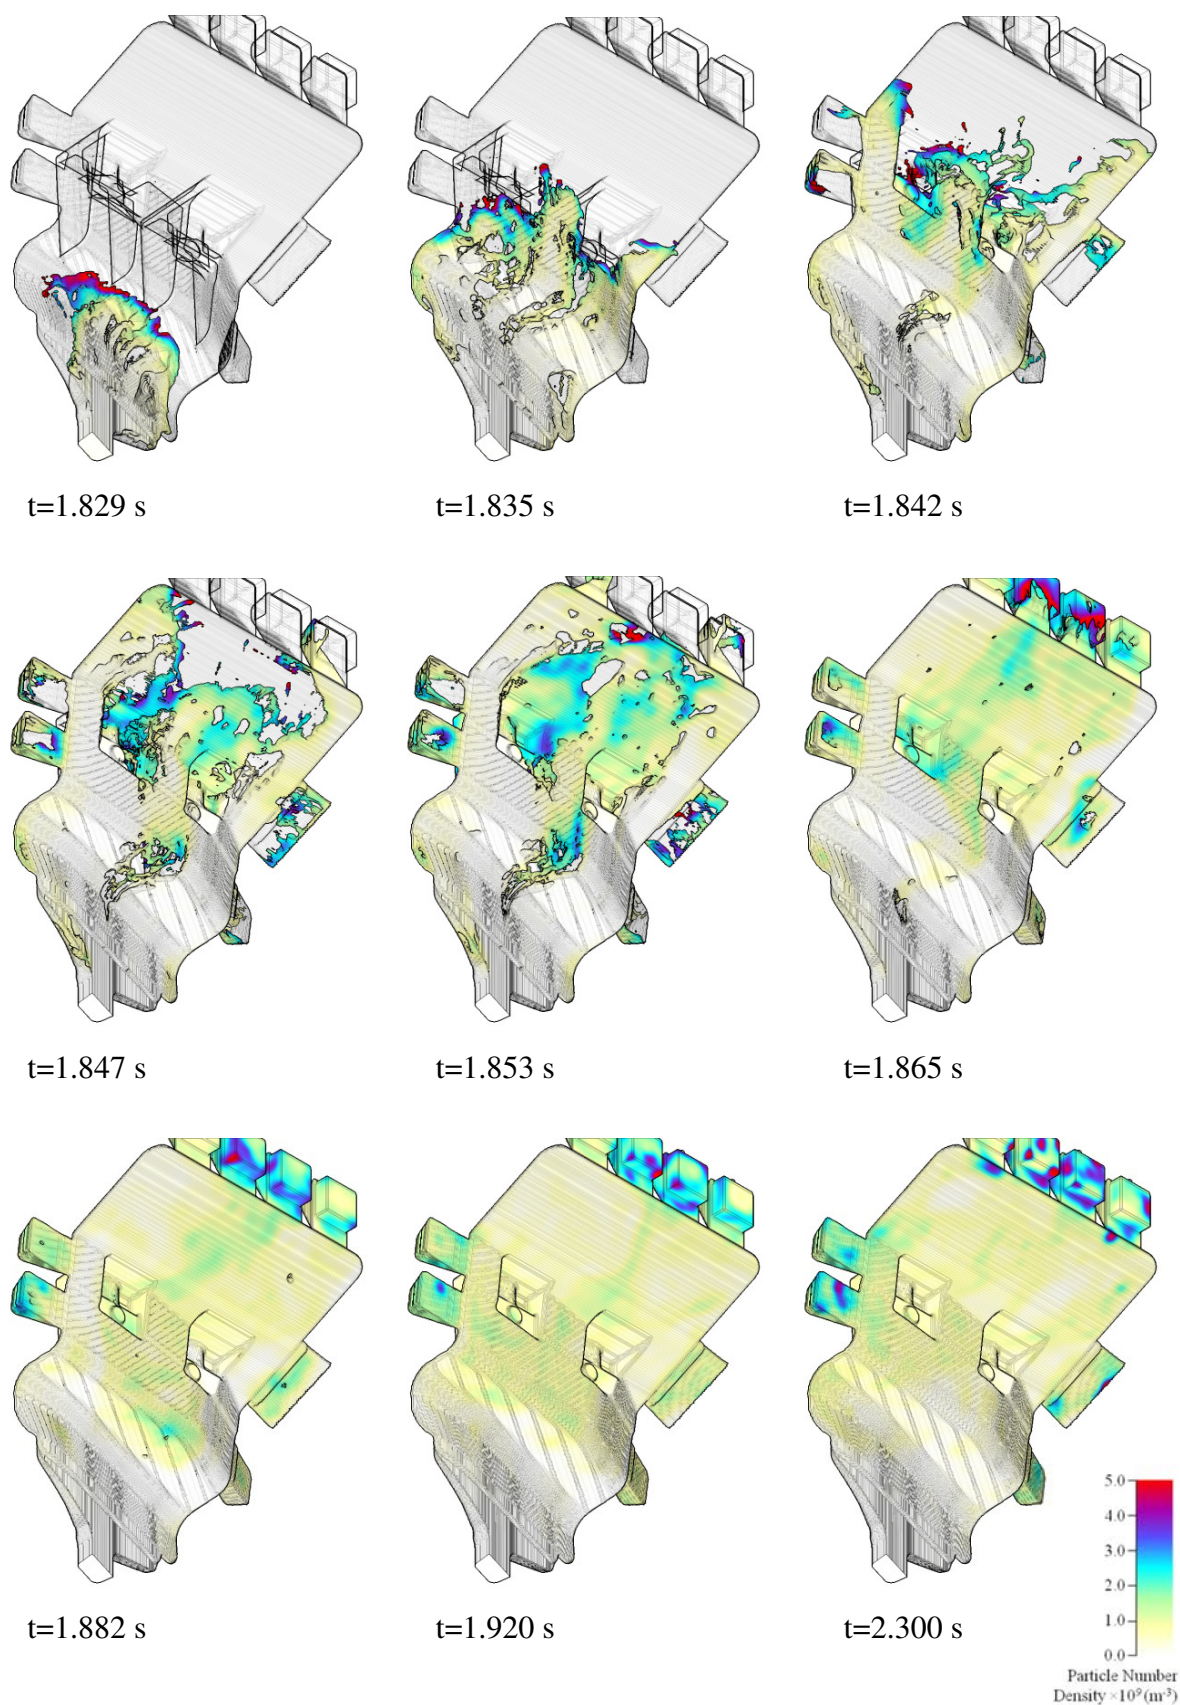 t=1.829 s
t=1.835 s
t=1.842 s
t=1.847 s
t=1.853 s
t=1.865 s
t=1.882 s
t=1.920 s
t=2.300 s
5.0
4.0
3.0
2.0
1.0
0.0
Particle Number
Density ×10⁹(m⁻³)